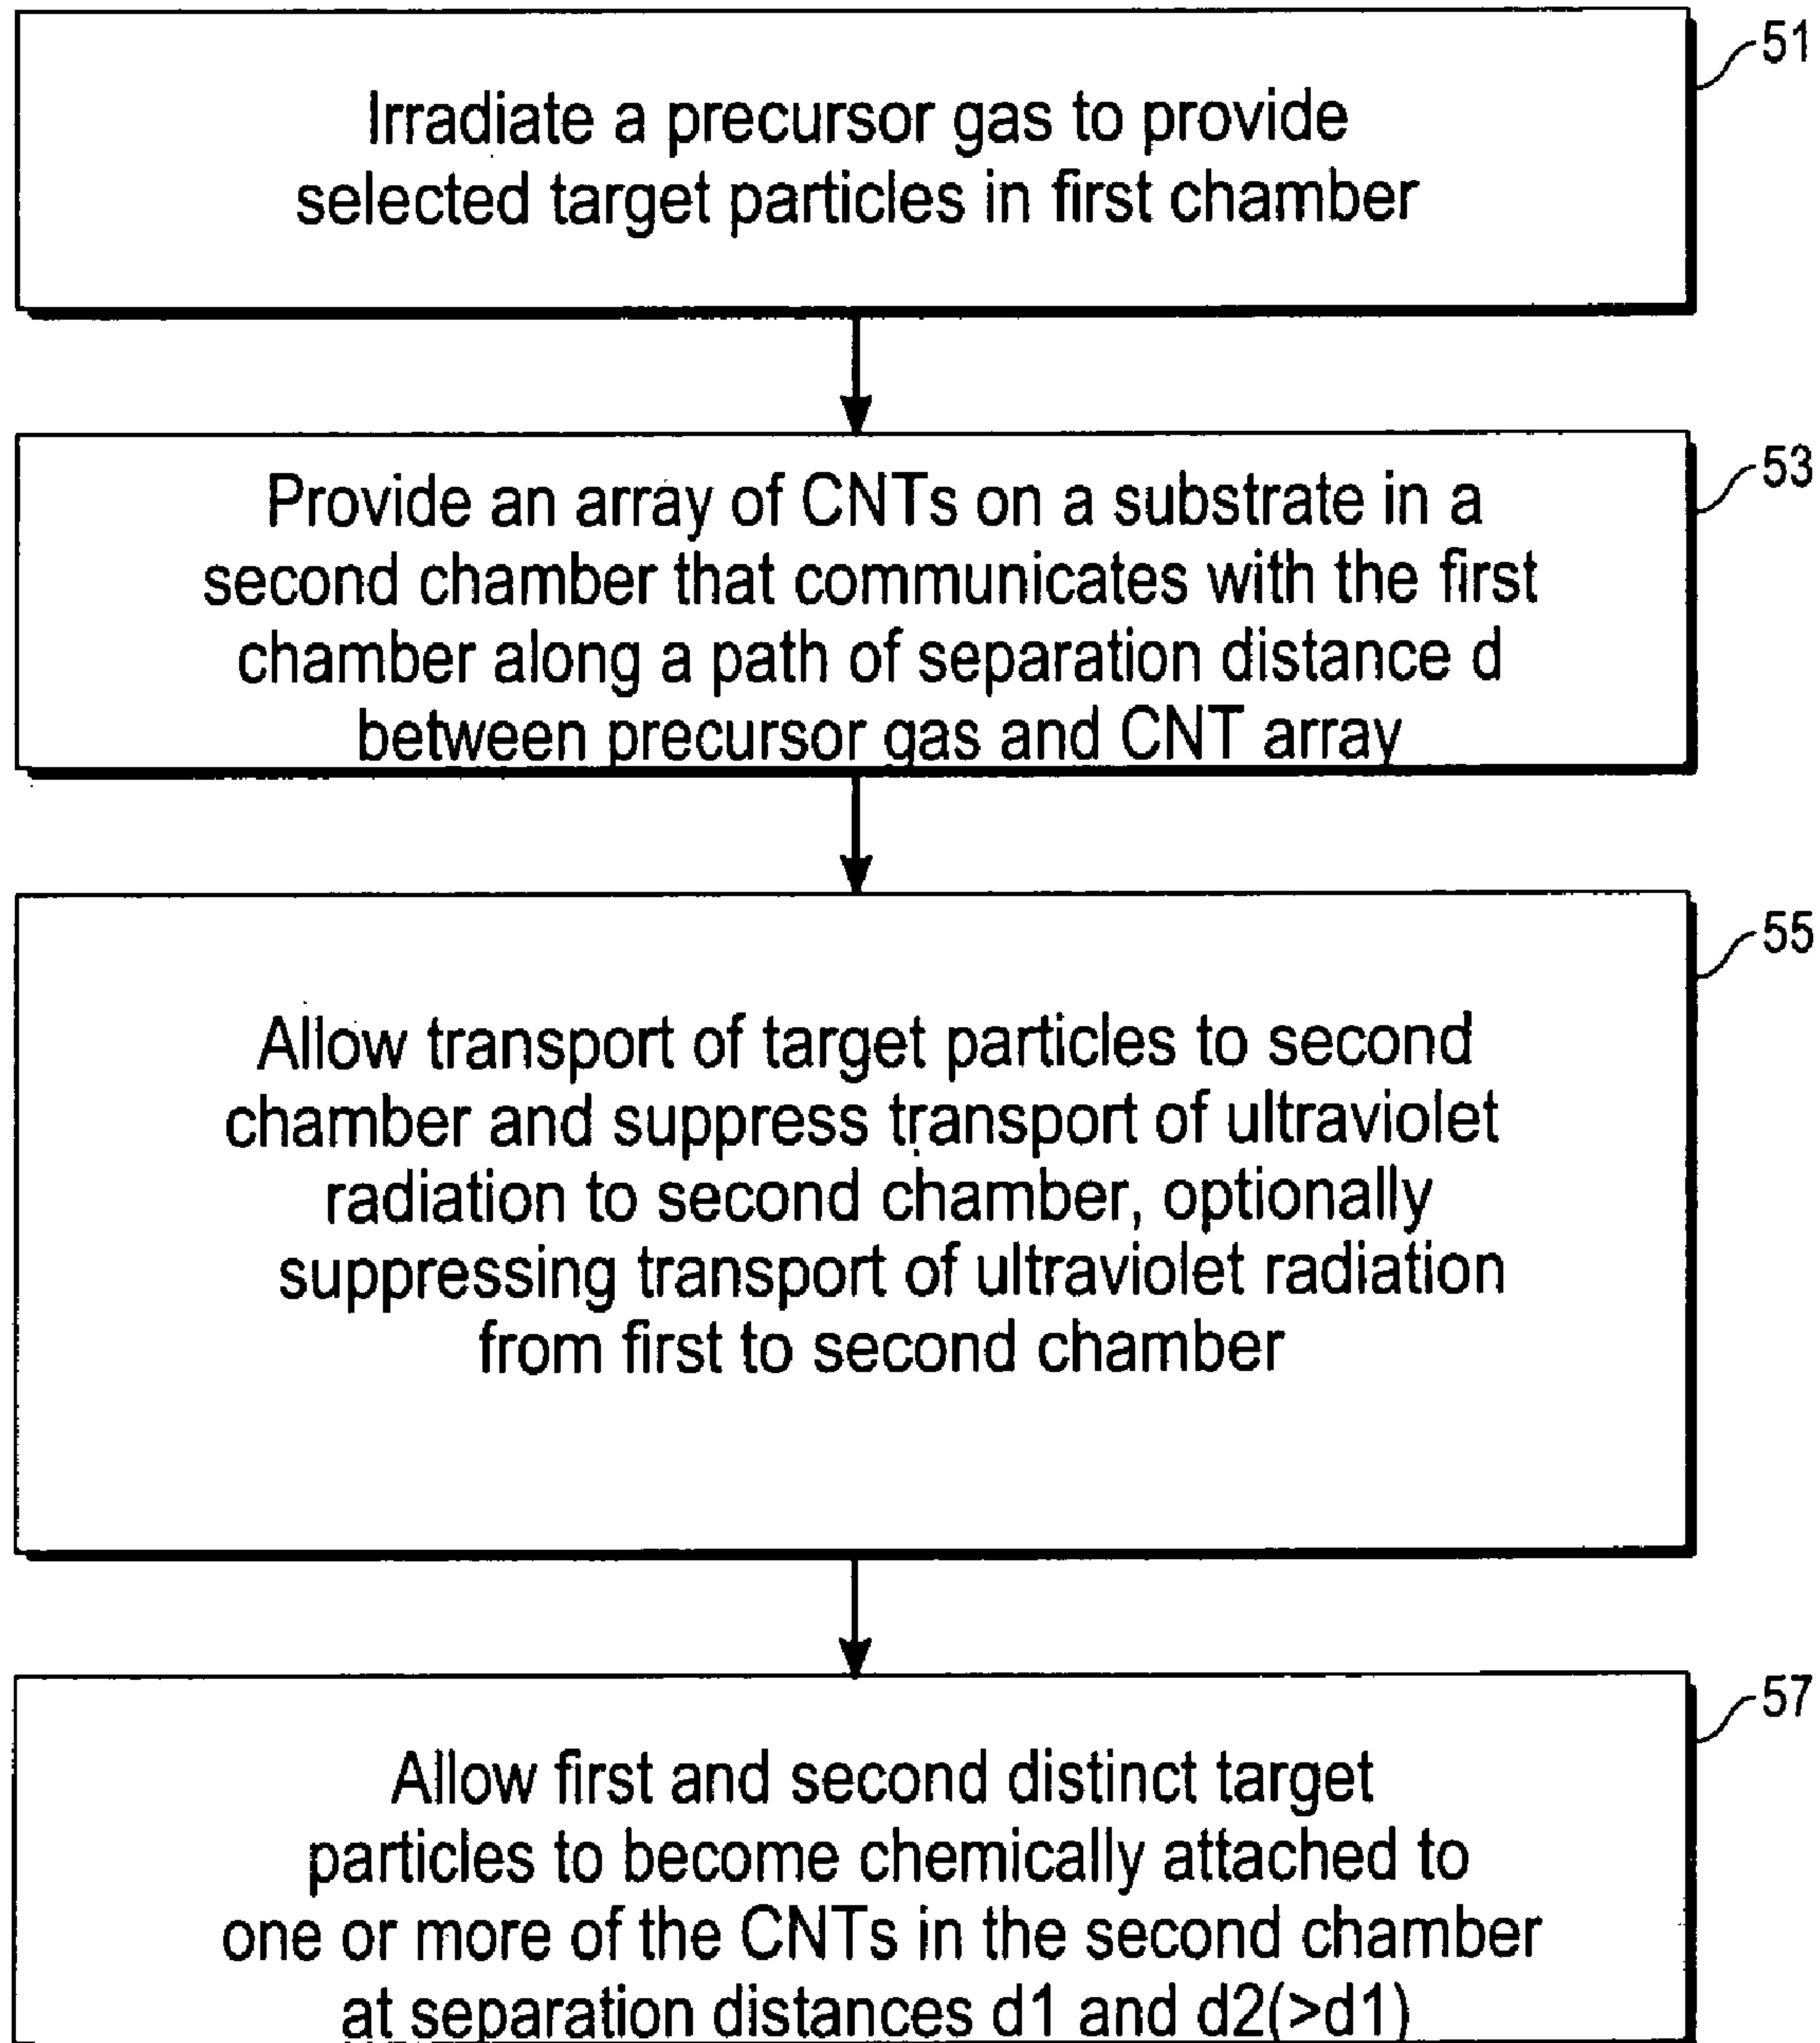 51
Irradiate a precursor gas to provide
selected target particles in first chamber
53
Provide an array of CNTs on a substrate in a
second chamber that communicates with the first
chamber along a path of separation distance d
between precursor gas and CNT array
55
Allow transport of target particles to second
chamber and suppress transport of ultraviolet
radiation to second chamber, optionally
suppressing transport of ultraviolet radiation
from first to second chamber
57
Allow first and second distinct target
particles to become chemically attached to
one or more of the CNTs in the second chamber
at separation distances d1 and d2(>d1)